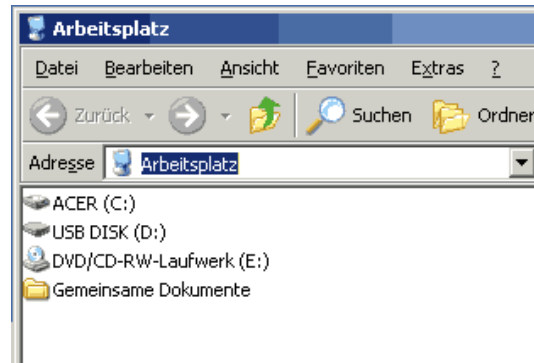 Arbeitsplatz
Datei Bearbeiten Ansicht Favoriten Extras ?
Zurück Suchen Ordner
Adresse Arbeitsplatz
ACER (C:)
USB DISK (D:)
DVD/CD-RW-Laufwerk (E:)
Gemeinsame Dokumente